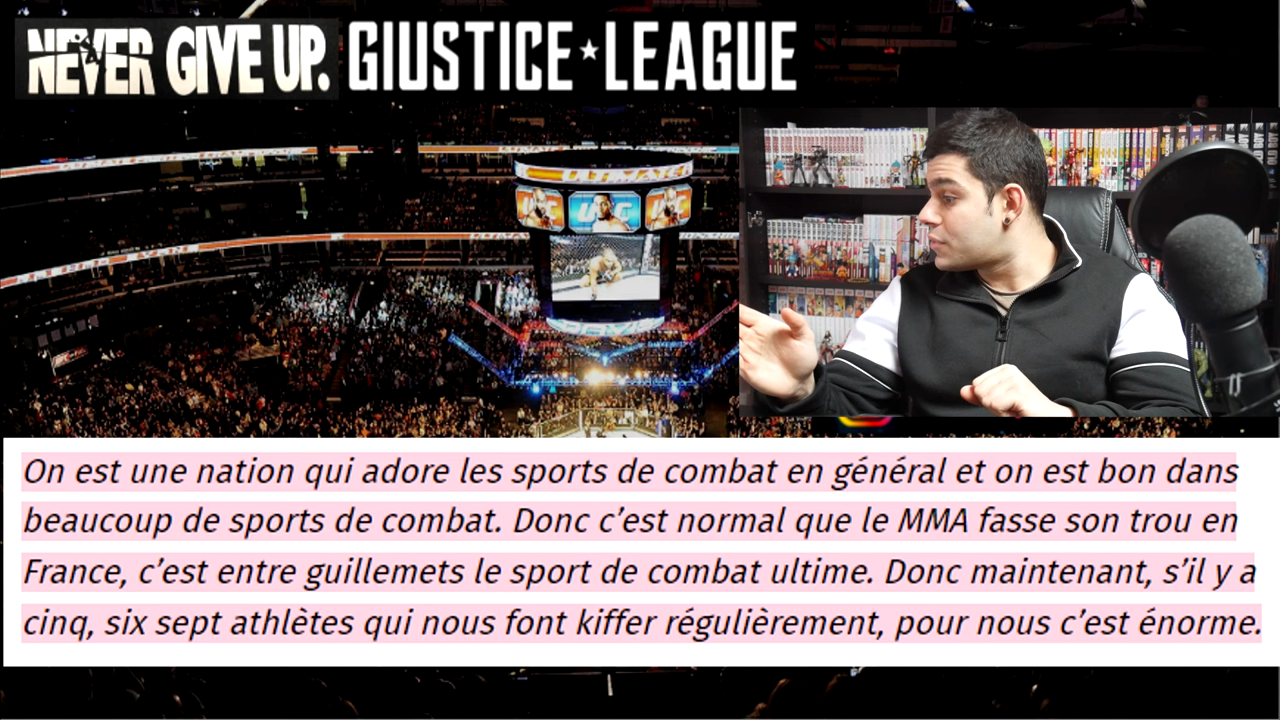 NEVER GIVE UP. GIUSTICE★LEAGUE
UFC
OLD BOY
On est une nation qui adore les sports de combat en général et on est bon dans
beaucoup de sports de combat. Donc c’est normal que le MMA fasse son trou en
France, c’est entre guillemets le sport de combat ultime. Donc maintenant, s’il y a
cinq, six sept athlètes qui nous font kiffer régulièrement, pour nous c’est énorme.